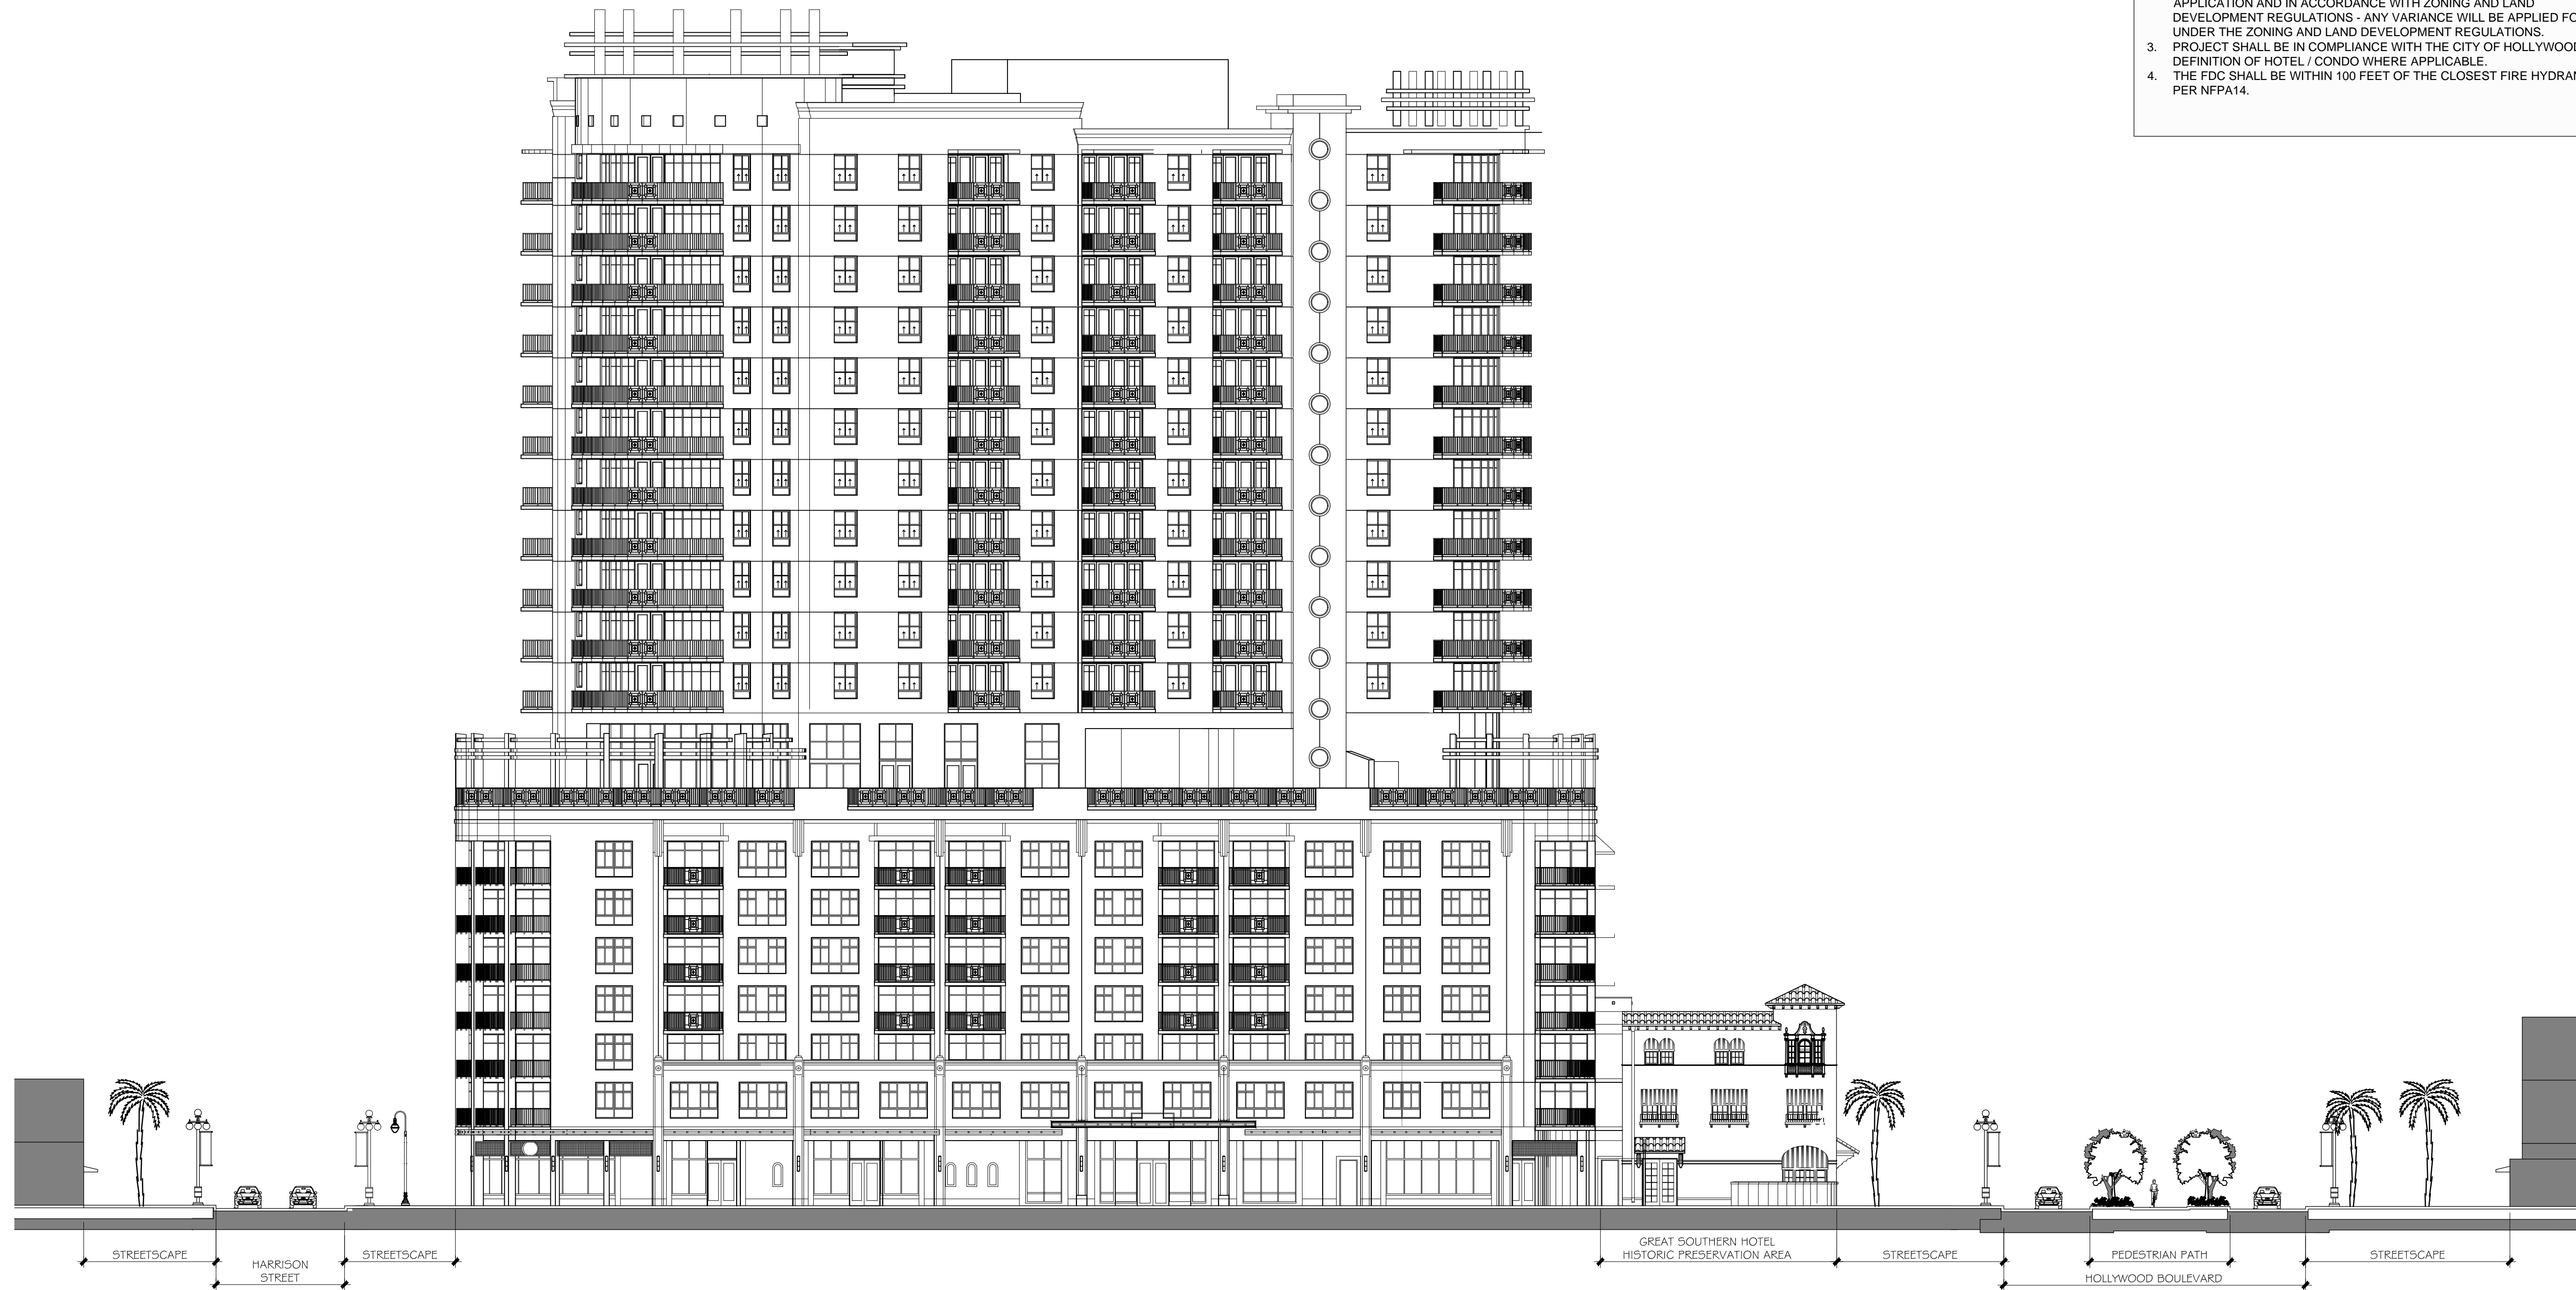 APPLICATION AND IN ACCORDANCE WITH ZONING AND LAND
DEVELOPMENT REGULATIONS - ANY VARIANCE WILL BE APPLIED FO
UNDER THE ZONING AND LAND DEVELOPMENT REGULATIONS.
3. PROJECT SHALL BE IN COMPLIANCE WITH THE CITY OF HOLLYWOOD
DEFINITION OF HOTEL / CONDO WHERE APPLICABLE.
4. THE FDC SHALL BE WITHIN 100 FEET OF THE CLOSEST FIRE HYDRAN
PER NFPA14.
STREETSCAPE
HARRISON
STREET
STREETSCAPE
GREAT SOUTHERN HOTEL
HISTORIC PRESERVATION AREA
STREETSCAPE
PEDESTRIAN PATH
STREETSCAPE
HOLLYWOOD BOULEVARD